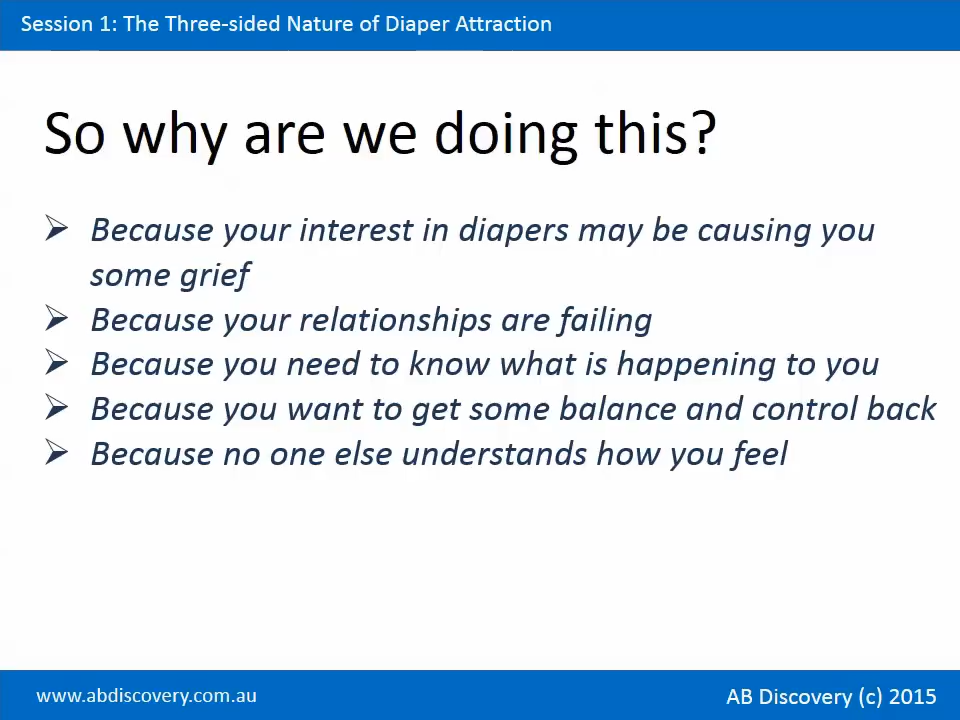 Session 1: The Three-sided Nature of Diaper Attraction
So why are we doing this?
Because your interest in diapers may be causing you
some grief
Because your relationships are failing
Because you need to know what is happening to you
Because you want to get some balance and control back
Because no one else understands how you feel
www.abdiscovery.com.au
AB Discovery (c) 2015